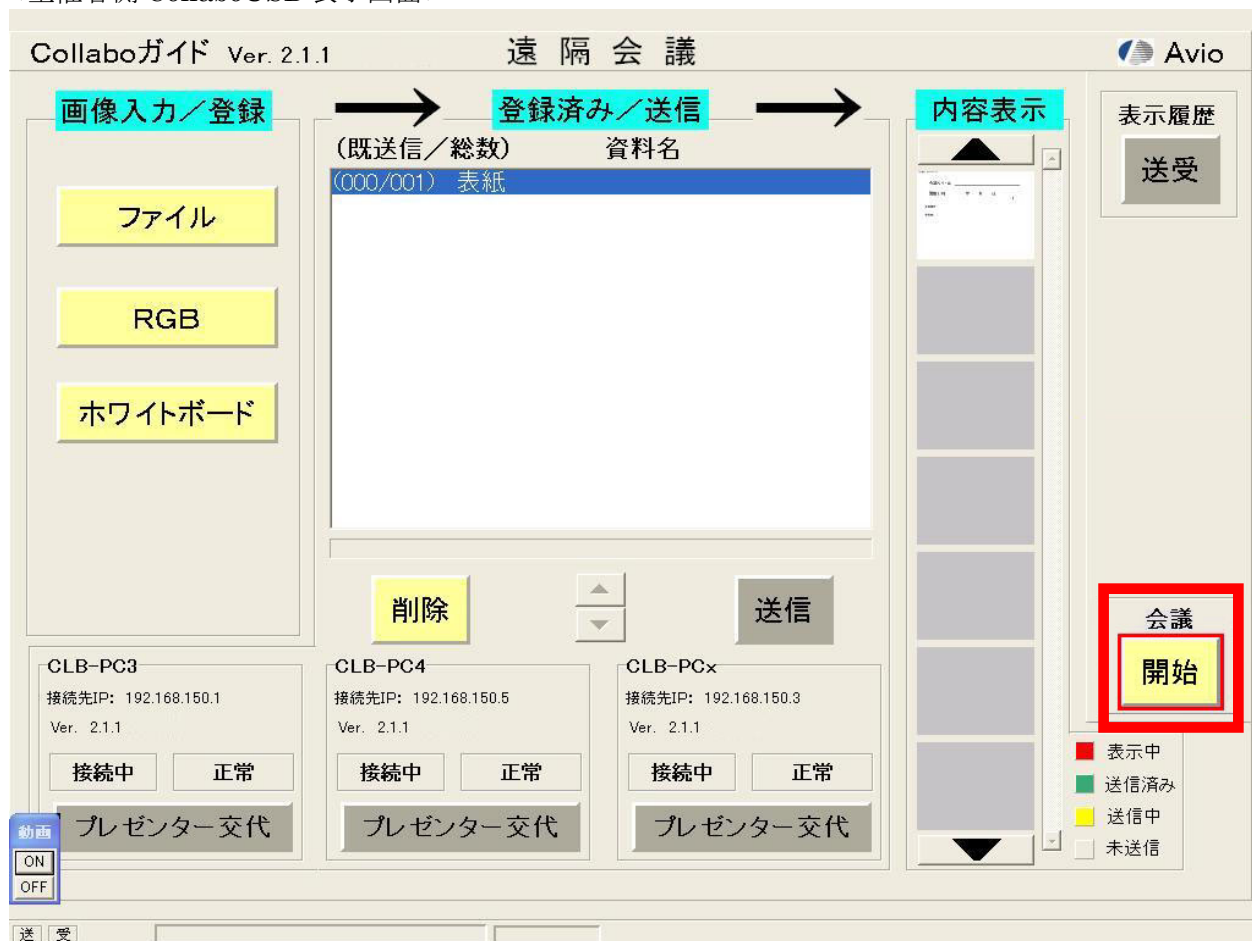 Collaboガイド Ver. 2.1.1
遠 隔 会 議
Avio
画像入力／登録
登録済み／送信
内容表示
表示履歴
(既送信／総数) 資料名
送受
(000/001) 表紙
ファイル
RGB
ホワイトボード
削除
送信
会議
開始
CLB-PC3
接続先IP: 192.168.150.1
Ver. 2.1.1
接続中 正常
プレゼンター交代
CLB-PC4
接続先IP: 192.168.150.5
Ver. 2.1.1
接続中 正常
プレゼンター交代
CLB-PCx
接続先IP: 192.168.150.3
Ver. 2.1.1
接続中 正常
プレゼンター交代
表示中
送信済み
送信中
未送信
動画
ON
OFF
送 受